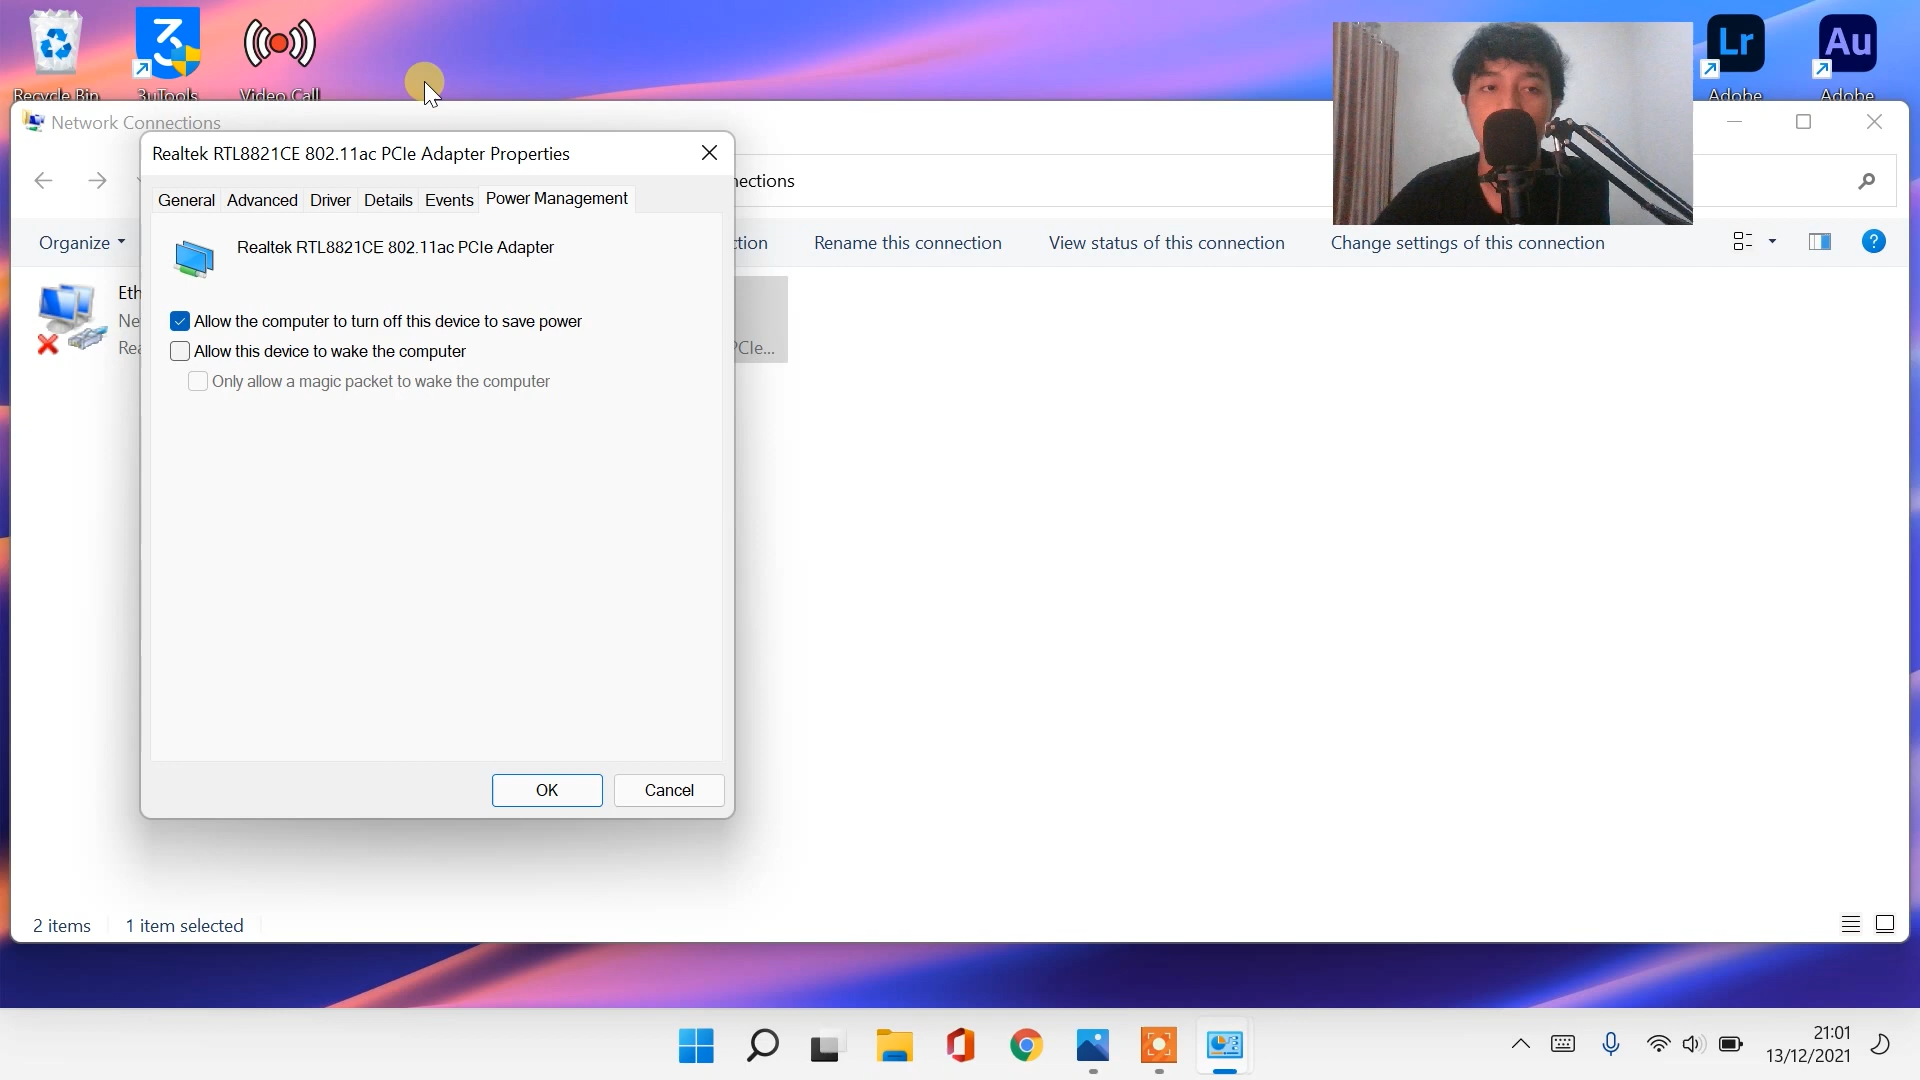 Recycle Bin
3uTools
Video Call
Lr
Adobe
Au
Adobe
Network Connections
Realtek RTL8821CE 802.11ac PCIe Adapter Properties
nections
General
Advanced
Driver
Details
Events
Power Management
Organize
ction
Rename this connection
View status of this connection
Change settings of this connection
Realtek RTL8821CE 802.11ac PCIe Adapter
Eth
Ne
Rea
PCIe...
Allow the computer to turn off this device to save power
Allow this device to wake the computer
Only allow a magic packet to wake the computer
OK
Cancel
2 items
1 item selected
21:01
13/12/2021